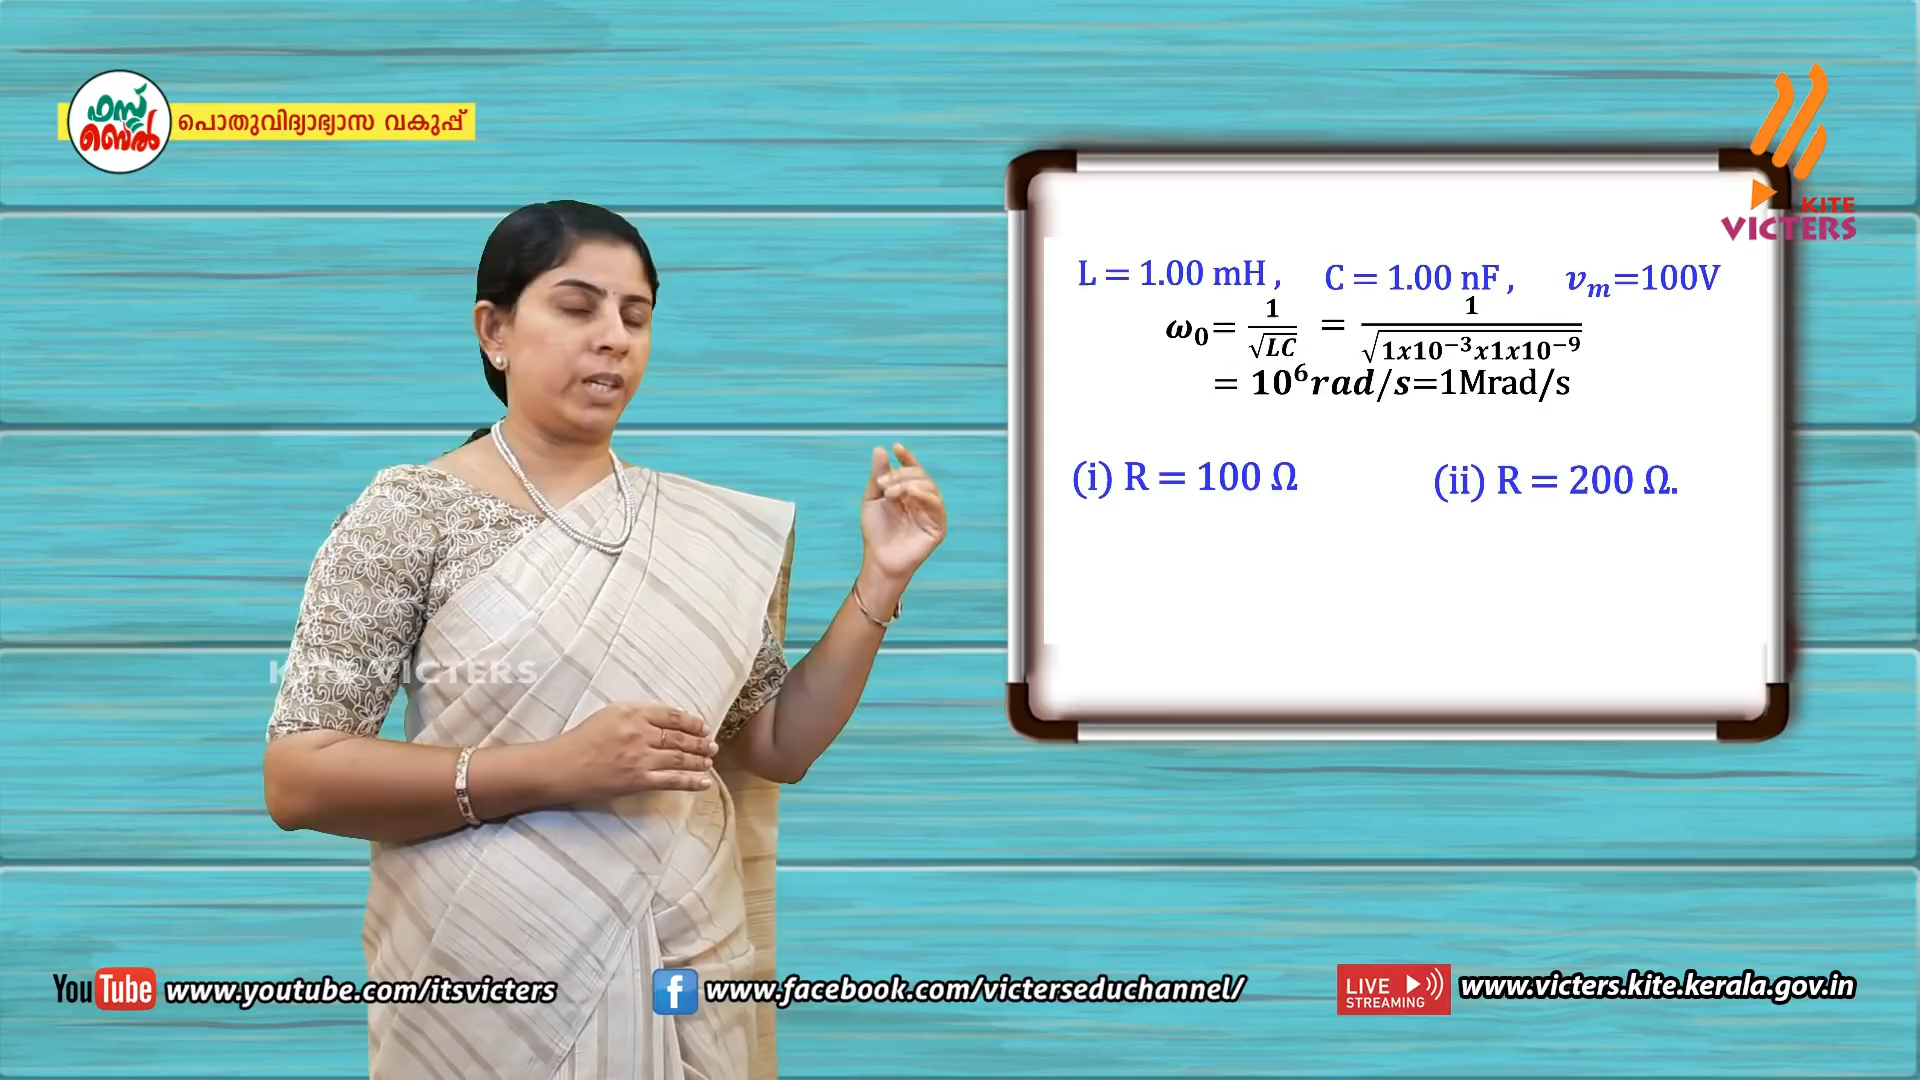 ഫസ്റ്റ്
ബെൽ
പൊതുവിദ്യാഭ്യാസ വകുപ്പ്
KITE
VICTERS
L = 1.00 mH , C = 1.00 nF , 𝒗ₘ=100V
ω₀= 1/√LC = 1/√1x10⁻³x1x10⁻⁹
= 10⁶rad/s=1Mrad/s
(i) R = 100 Ω (ii) R = 200 Ω.
KITE VICTERS
YouTube www.youtube.com/itsvicters
f www.facebook.com/victerseduchannel/
LIVE STREAMING www.victers.kite.kerala.gov.in